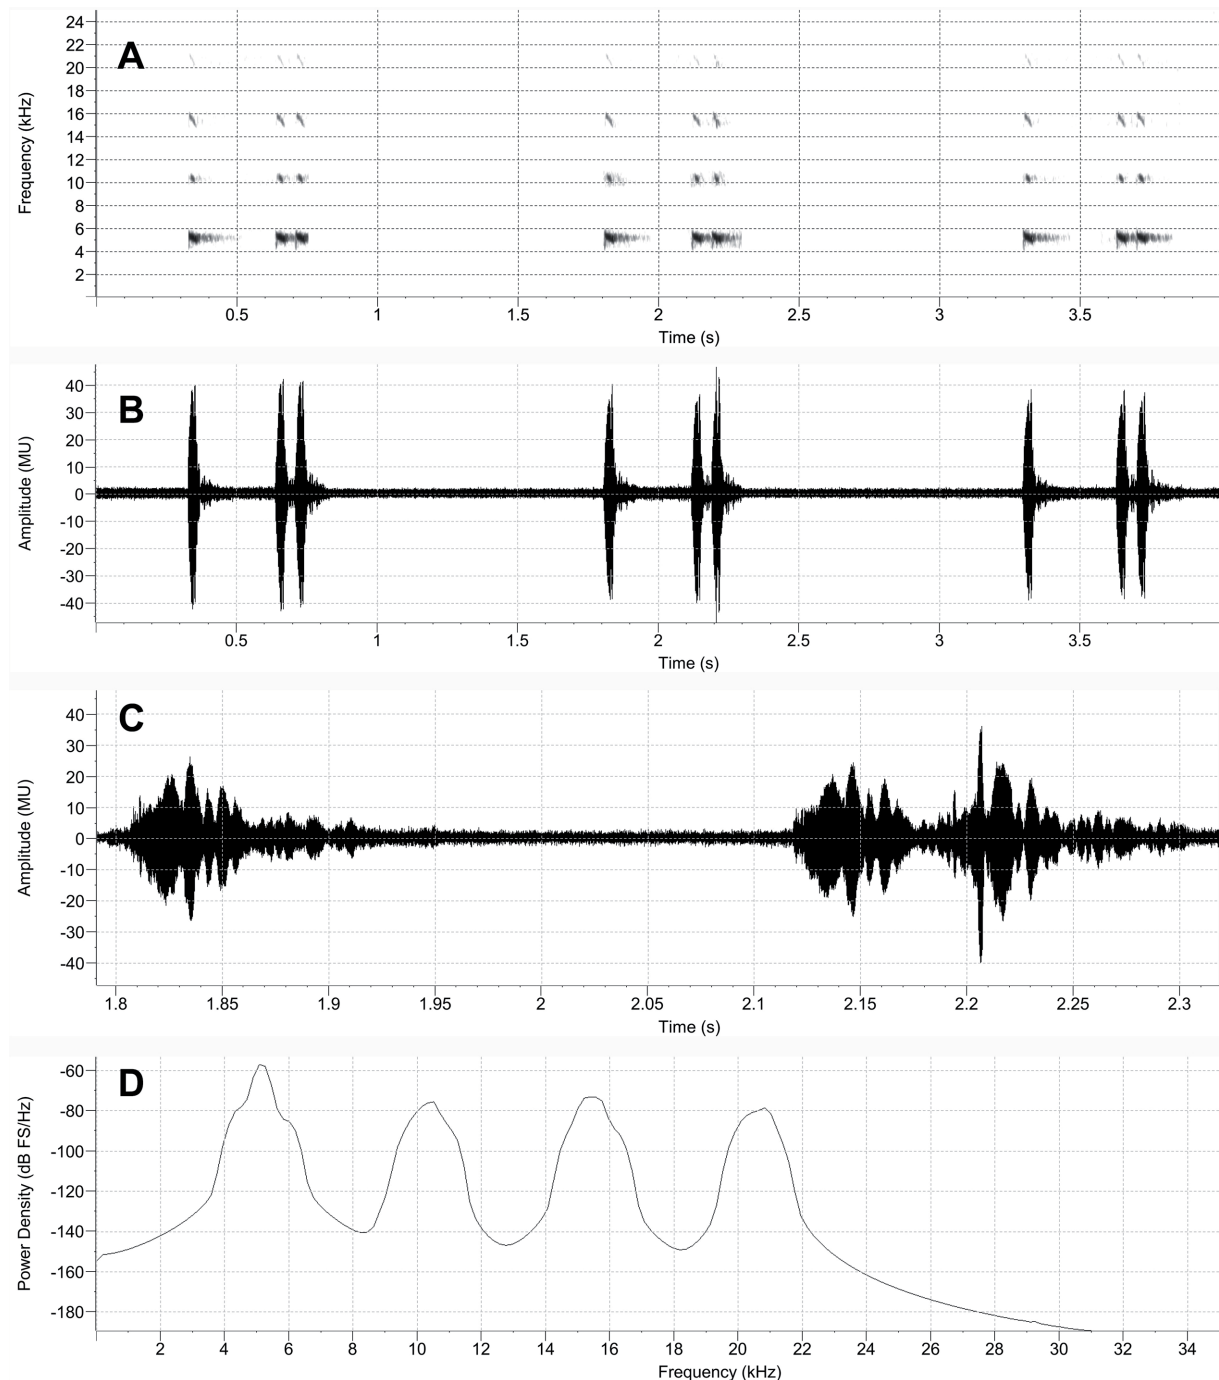 A
Frequency (kHz)
24
22
20
18
16
14
12
10
8
6
4
2
0.5 1 1.5 2 2.5 3 3.5
Time (s)
B
Amplitude (MU)
40
30
20
10
0
-10
-20
-30
-40
0.5 1 1.5 2 2.5 3 3.5
Time (s)
C
Amplitude (MU)
40
30
20
10
0
-10
-20
-30
-40
1.8 1.85 1.9 1.95 2 2.05 2.1 2.15 2.2 2.25 2.3
Time (s)
D
Power Density (dB FS/Hz)
-60
-80
-100
-120
-140
-160
-180
2 4 6 8 10 12 14 16 18 20 22 24 26 28 30 32 34
Frequency (kHz)